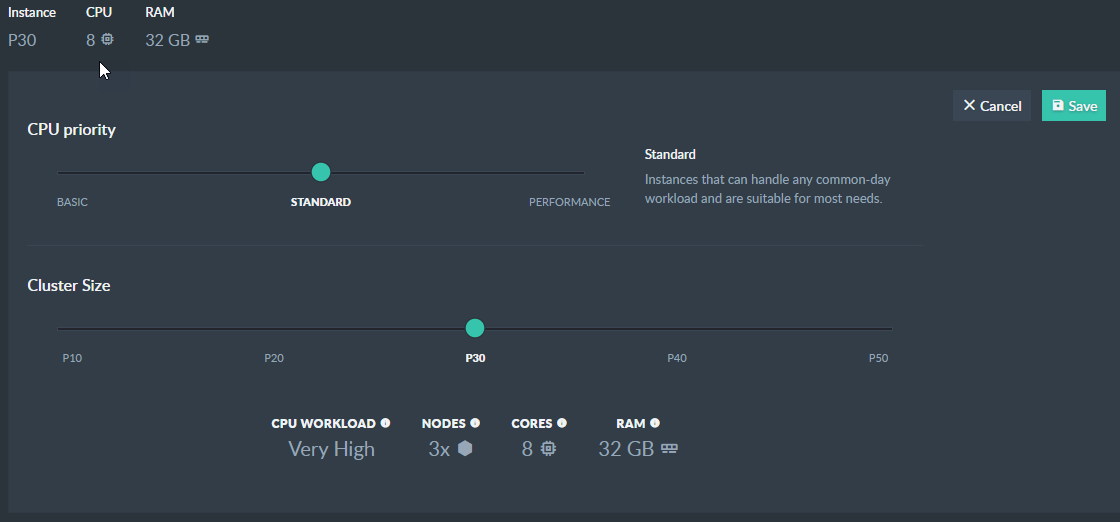 Instance CPU RAM
P30 8 32 GB
Cancel Save
CPU priority
BASIC STANDARD PERFORMANCE
Standard
Instances that can handle any common-day
workload and are suitable for most needs.
Cluster Size
P10 P20 P30 P40 P50
CPU WORKLOAD NODES CORES RAM
Very High 3x 8 32 GB